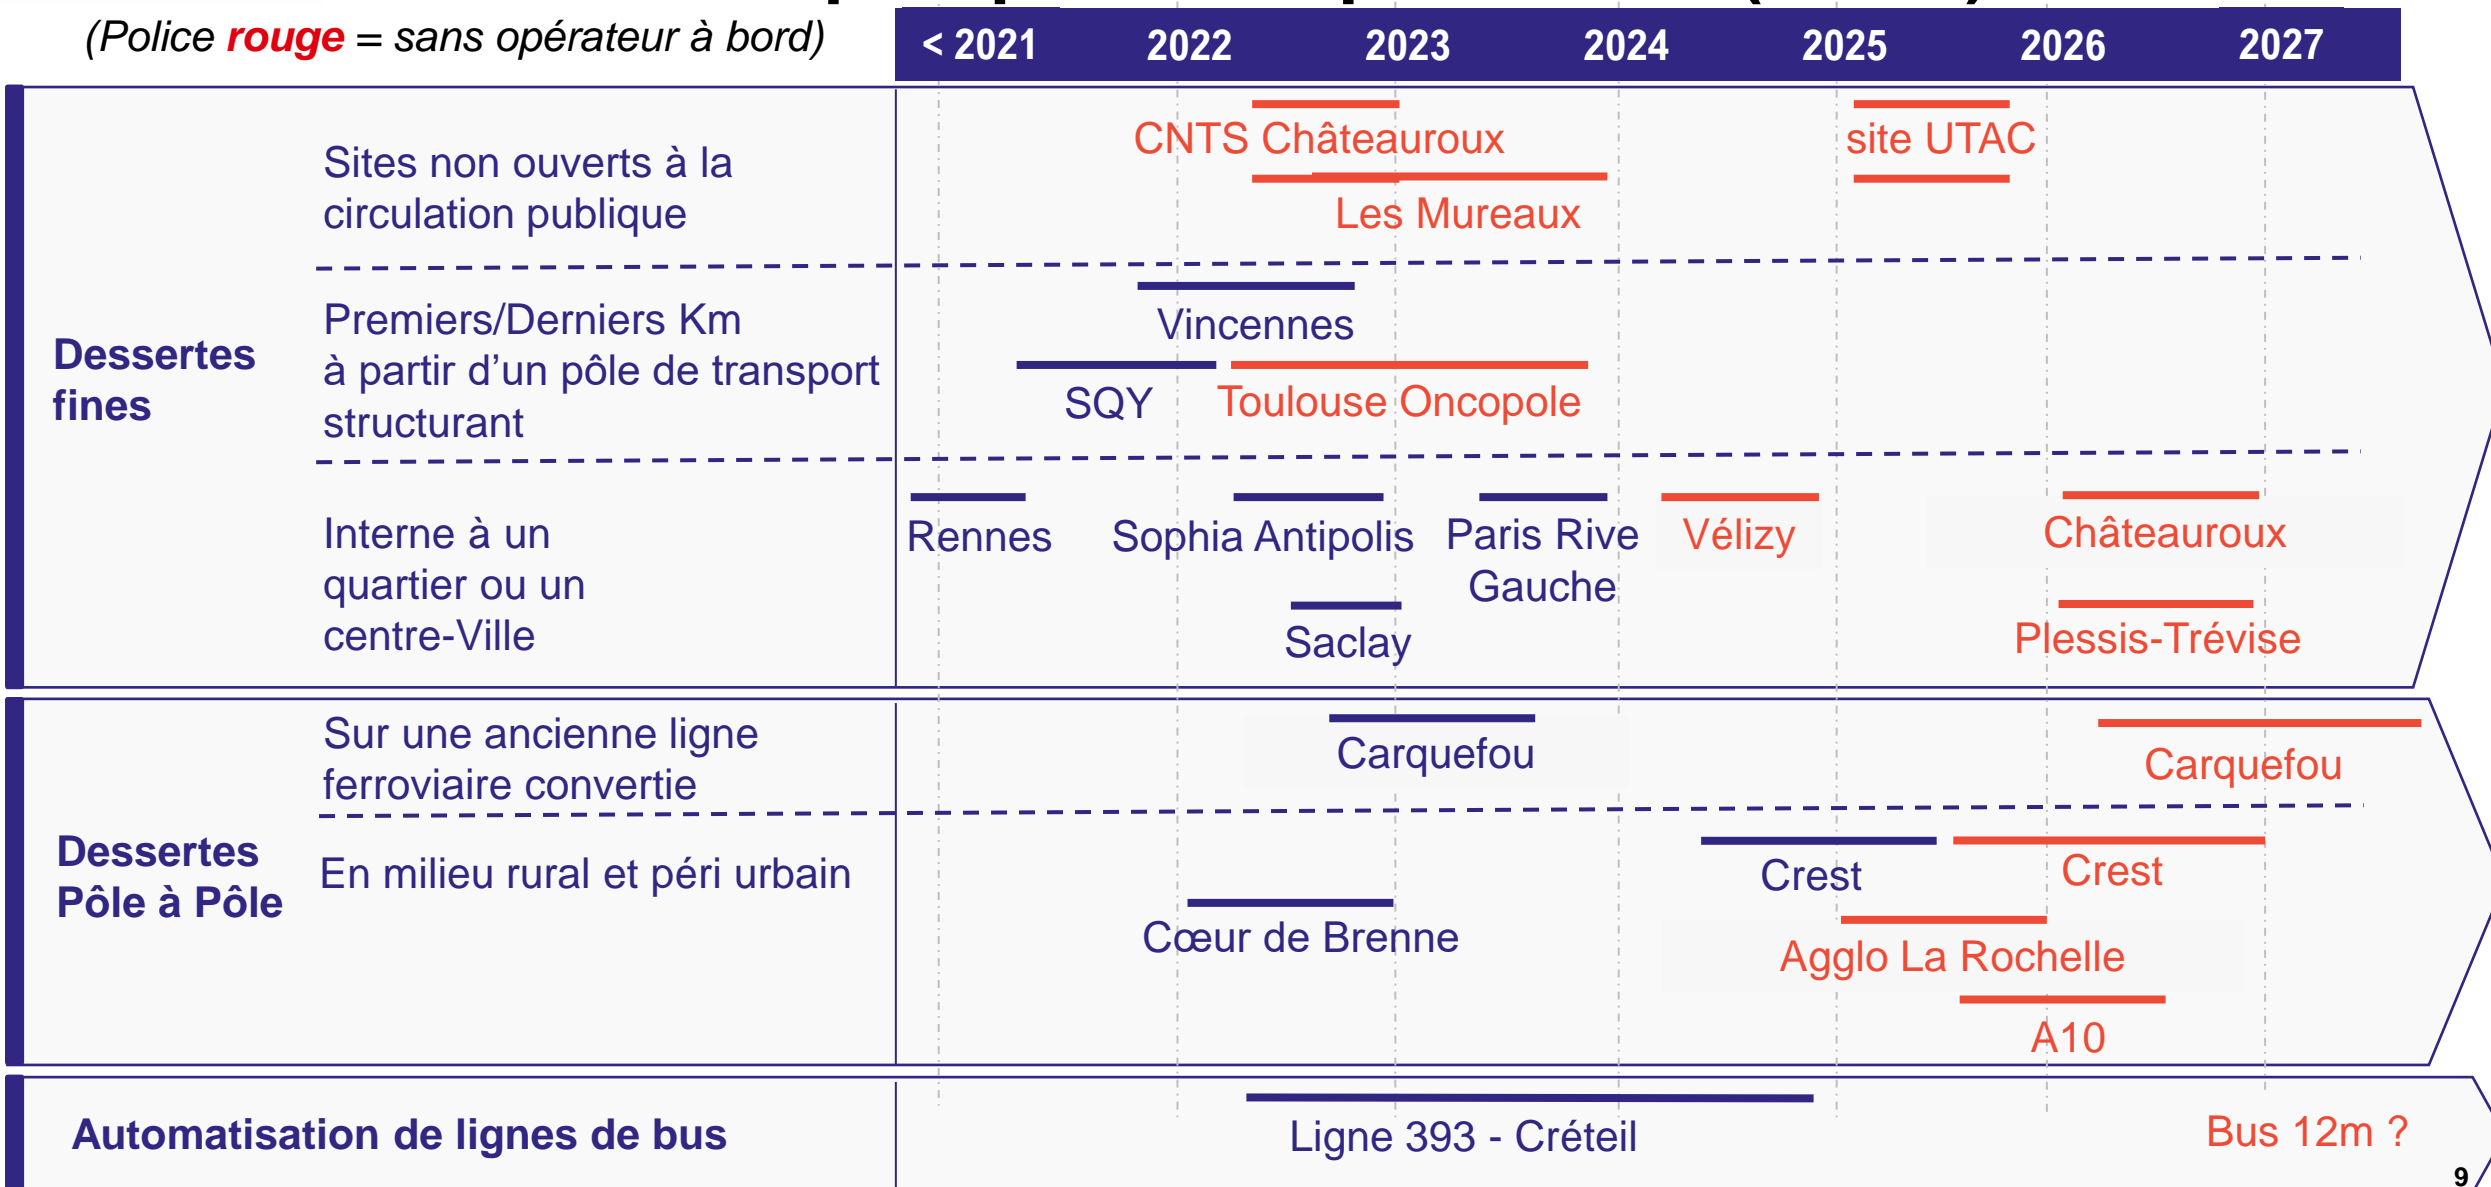 (Police rouge = sans opérateur à bord)
< 2021 2022 2023 2024 2025 2026 2027
Dessertes
fines
Sites non ouverts à la
circulation publique
CNTS Châteauroux
site UTAC
Les Mureaux
Premiers/Derniers Km
à partir d’un pôle de transport
structurant
Vincennes
SQY
Toulouse Oncopole
Interne à un
quartier ou un
centre-Ville
Rennes
Sophia Antipolis
Paris Rive
Gauche
Vélizy
Châteauroux
Saclay
Plessis-Trévise
Dessertes
Pôle à Pôle
Sur une ancienne ligne
ferroviaire convertie
Carquefou
Carquefou
En milieu rural et péri urbain
Crest
Crest
Cœur de Brenne
Agglo La Rochelle
A10
Automatisation de lignes de bus
Ligne 393 - Créteil
Bus 12m ?
9